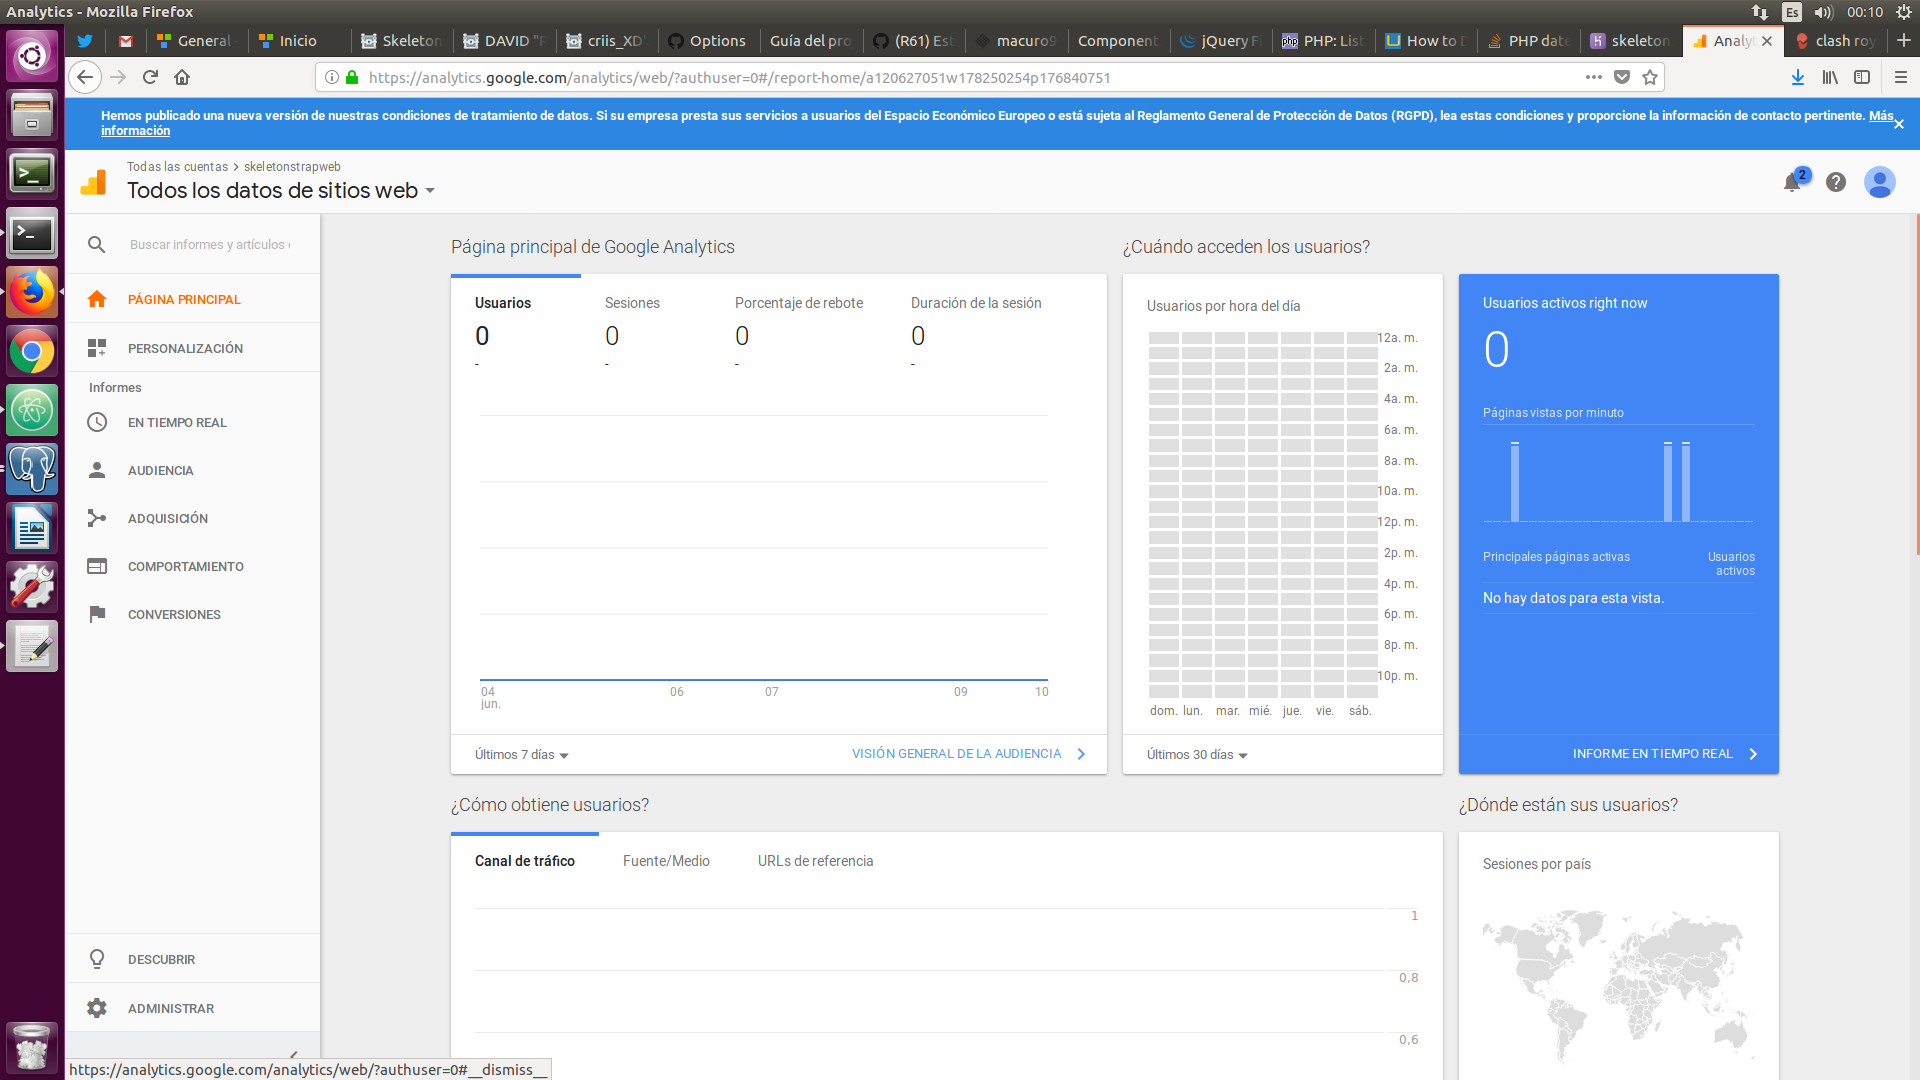 Analytics - Mozilla Firefox
Es
00:10
General
Inicio
Skeleton
DAVID "F
criis_XD'
Options
Guía del pro
(R61) Est
macuro9
Component
jQuery F
PHP: List
How to D
PHP date
skeleton
Analyt
clash roy
https://analytics.google.com/analytics/web/?authuser=0#/report-home/a120627051w178250254p176840751
Hemos publicado una nueva versión de nuestras condiciones de tratamiento de datos. Si su empresa presta sus servicios a usuarios del Espacio Económico Europeo o está sujeta al Reglamento General de Protección de Datos (RGPD), lea estas condiciones y proporcione la información de contacto pertinente. Más
información
Todas las cuentas > skeletonstrapweb
Todos los datos de sitios web
2
Buscar informes y artículos
PÁGINA PRINCIPAL
PERSONALIZACIÓN
Informes
EN TIEMPO REAL
AUDIENCIA
ADQUISICIÓN
COMPORTAMIENTO
CONVERSIONES
DESCUBRIR
ADMINISTRAR
Página principal de Google Analytics
Usuarios
0
-
Sesiones
0
-
Porcentaje de rebote
0
-
Duración de la sesión
0
-
04
jun.
06
07
09
10
Últimos 7 días
VISIÓN GENERAL DE LA AUDIENCIA
¿Cuándo acceden los usuarios?
Usuarios por hora del día
12a. m.
2a. m.
4a. m.
6a. m.
8a. m.
10a. m.
12p. m.
2p. m.
4p. m.
6p. m.
8p. m.
10p. m.
dom. lun. mar. mié. jue. vie. sáb.
Últimos 30 días
Usuarios activos right now
0
Páginas vistas por minuto
Principales páginas activas
Usuarios
activos
No hay datos para esta vista.
INFORME EN TIEMPO REAL
¿Cómo obtiene usuarios?
Canal de tráfico
Fuente/Medio
URLs de referencia
1
0,8
0,6
¿Dónde están sus usuarios?
Sesiones por país
https://analytics.google.com/analytics/web/?authuser=0#__dismiss__